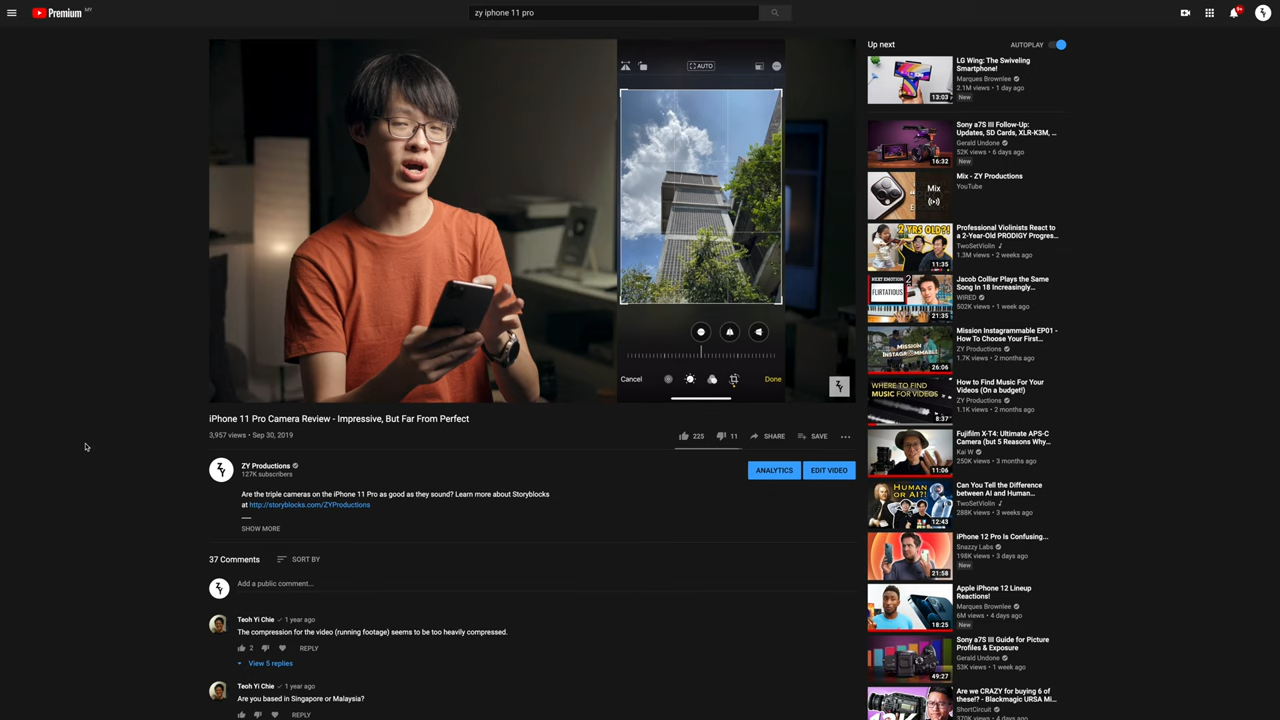 Premium MY
zy iphone 11 pro
9+
AUTO
Cancel
Done
iPhone 11 Pro Camera Review - Impressive, But Far From Perfect
3,957 views • Sep 30, 2019
225
11
SHARE
SAVE
ZY Productions
127K subscribers
ANALYTICS
EDIT VIDEO
Are the triple cameras on the iPhone 11 Pro as good as they sound? Learn more about Storyblocks
at http://storyblocks.com/ZYProductions
SHOW MORE
37 Comments
SORT BY
Add a public comment...
Teoh Yi Chie 1 year ago
The compression for the video (running footage) seems to be too heavily compressed.
2
REPLY
View 5 replies
Teoh Yi Chie 1 year ago
Are you based in Singapore or Malaysia?
REPLY
Up next
AUTOPLAY
13:03
LG Wing: The Swiveling
Smartphone!
Marques Brownlee
2.1M views • 1 day ago
New
16:32
Sony a7S III Follow-Up:
Updates, SD Cards, XLR-K3M, ...
Gerald Undone
52K views • 6 days ago
New
Mix
Mix - ZY Productions
YouTube
2 YRS OLD?!
11:35
Professional Violinists React to
a 2-Year-Old PRODIGY Progres...
TwoSetViolin
1.3M views • 2 weeks ago
NEXT EMOTION:
FLIRTATIOUS
21:35
Jacob Collier Plays the Same
Song In 18 Increasingly...
WIRED
502K views • 1 week ago
MISSION
INSTAGRAMMABLE
26:06
Mission Instagrammable EP01 -
How To Choose Your First...
ZY Productions
1.7K views • 2 months ago
WHERE TO FIND
MUSIC FOR VIDEOS
8:37
How to Find Music For Your
Videos (On a budget!)
ZY Productions
1.1K views • 2 months ago
11:06
Fujifilm X-T4: Ultimate APS-C
Camera (but 5 Reasons Why...
Kai W
250K views • 3 months ago
HUMAN
OR AI?!
12:43
Can You Tell the Difference
between AI and Human...
TwoSetViolin
288K views • 3 weeks ago
21:58
iPhone 12 Pro Is Confusing...
Snazzy Labs
198K views • 3 days ago
New
18:25
Apple iPhone 12 Lineup
Reactions!
Marques Brownlee
6M views • 4 days ago
New
49:27
Sony a7S III Guide for Picture
Profiles & Exposure
Gerald Undone
53K views • 1 week ago
Are we CRAZY for buying 6 of
these!? - Blackmagic URSA Mi...
ShortCircuit
370K views • 4 days ago